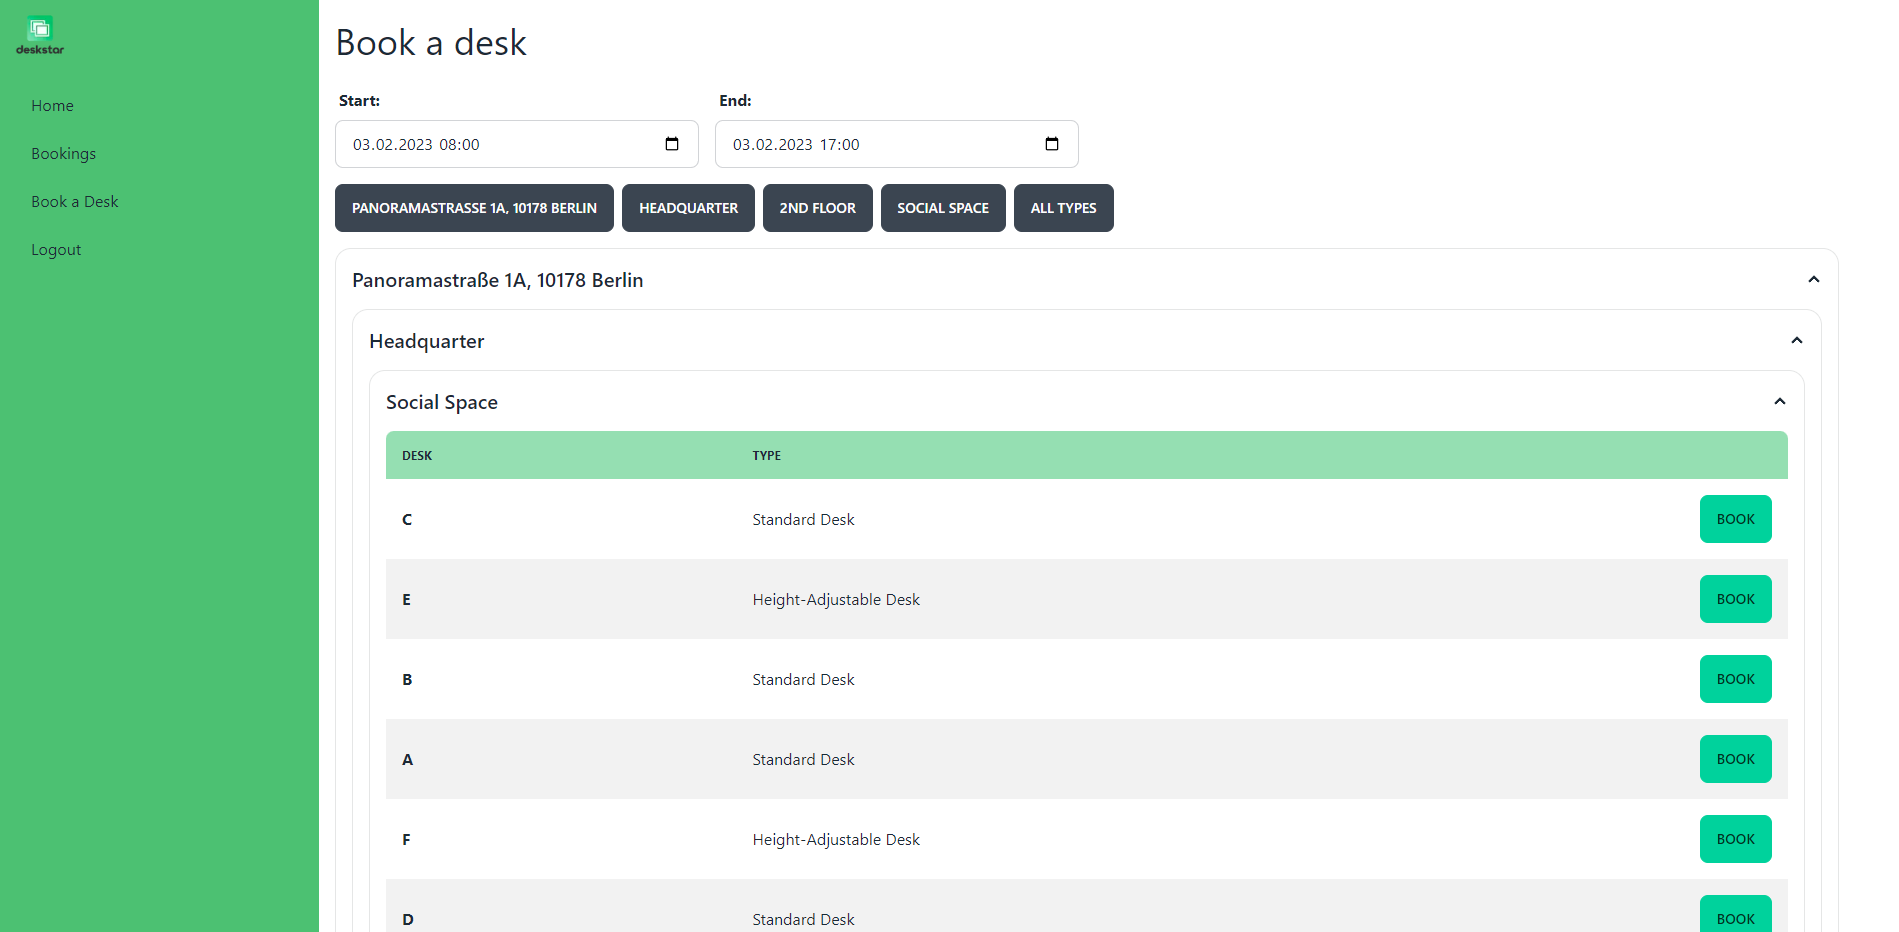 deskstar
Home
Bookings
Book a Desk
Logout
Book a desk
Start:
End:
03.02.2023 08:00
03.02.2023 17:00
PANORAMASTRASSE 1A, 10178 BERLIN
HEADQUARTER
2ND FLOOR
SOCIAL SPACE
ALL TYPES
Panoramastraße 1A, 10178 Berlin
Headquarter
Social Space
DESK TYPE
C Standard Desk BOOK
E Height-Adjustable Desk BOOK
B Standard Desk BOOK
A Standard Desk BOOK
F Height-Adjustable Desk BOOK
D Standard Desk BOOK